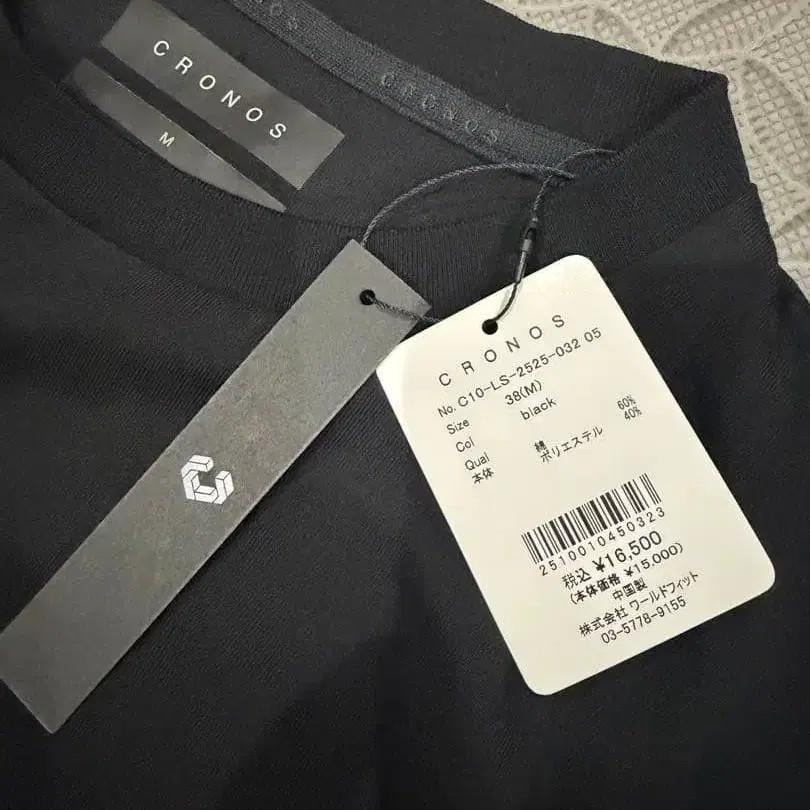 CRONOS
M
CRONOS
CRONOS
No. C10-LS-2525-032 05
Size 38(M)
Col black
Qual 綿 60%
本体 ポリエステル 40%
2510010450323
税込 ¥16,500
(本体価格 ¥15,000)
中国製
株式会社 ワールドフィット
03-5778-9155